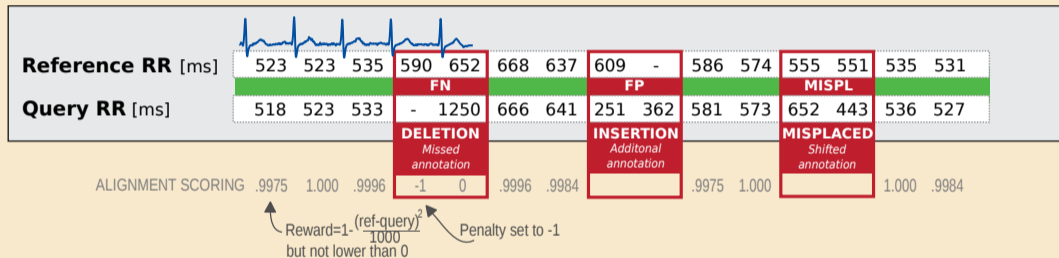 Reference RR [ms] 523 523 535 590 652 668 637 609 - 586 574 555 551 535 531
FN FP MISPL
Query RR [ms] 518 523 533 - 1250 666 641 251 362 581 573 652 443 536 527
DELETION INSERTION MISPLACED
Missed Additonal Shifted
annotation annotation annotation
ALIGNMENT SCORING .9975 1.000 .9996 -1 0 .9996 .9984 .9975 1.000 1.000 .9984
Reward=1-(ref-query)²/1000 Penalty set to -1
but not lower than 0